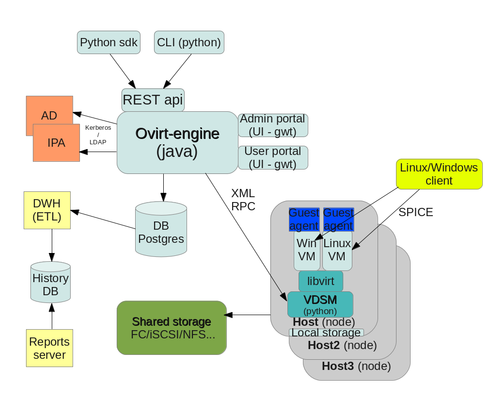 Python sdk
CLI (python)
REST api
Ovirt-engine
(java)
Admin portal
(UI - gwt)
User portal
(UI - gwt)
AD
IPA
Kerberos
/
LDAP
Linux/Windows
client
XML
RPC
SPICE
DWH
(ETL)
DB
Postgres
Guest
agent
Guest
agent
Win
VM
Linux
VM
History
DB
libvirt
VDSM
(python)
Shared storage
FC/iSCSI/NFS...
Host (node)
Local storage
Host2 (node)
Host3 (node)
Reports
server